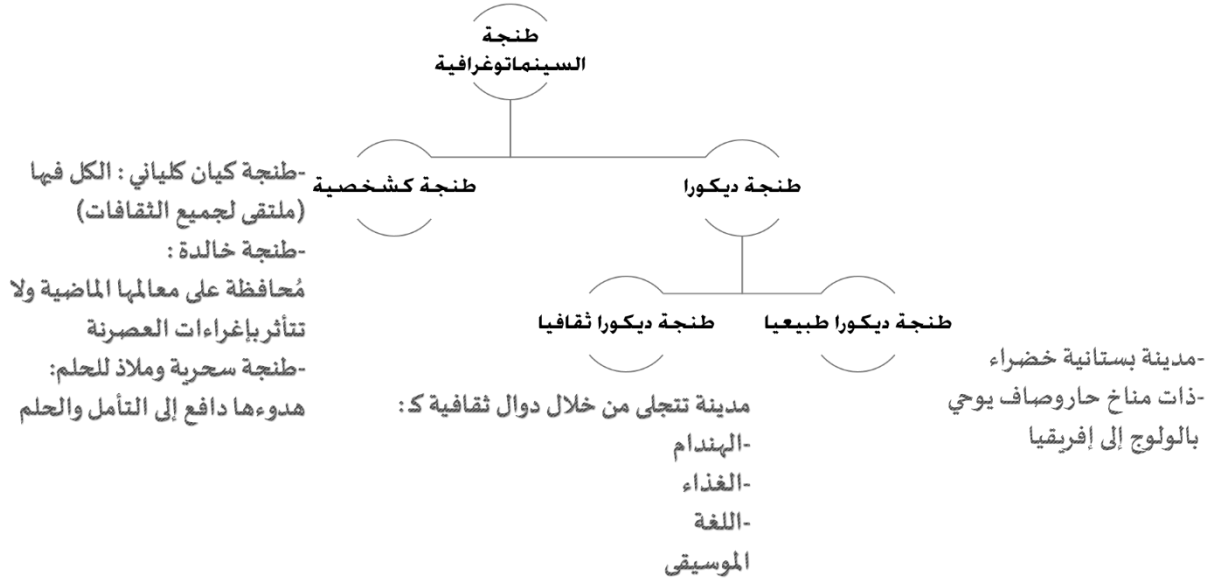 طنجة
السينماتوغرافية
طنجة ديكورا
طنجة كشخصية
-طنجة كيان كلياني : الكل فيها
(ملتقى لجميع الثقافات)
-طنجة خالدة :
مُحافظة على معالمها الماضية ولا
تتأثر بإغراءات العصرنة
-طنجة سحرية وملاذ للحلم:
هدوءها دافع إلى التأمل والحلم
طنجة ديكورا طبيعيا
طنجة ديكورا ثقافيا
-مدينة بستانية خضراء
-ذات مناخ حاروصاف يوحي
بالولوج إلى إفريقيا
مدينة تتجلى من خلال دوال ثقافية كـ:
-الهندام
-الغذاء
-اللغة
الموسيقى